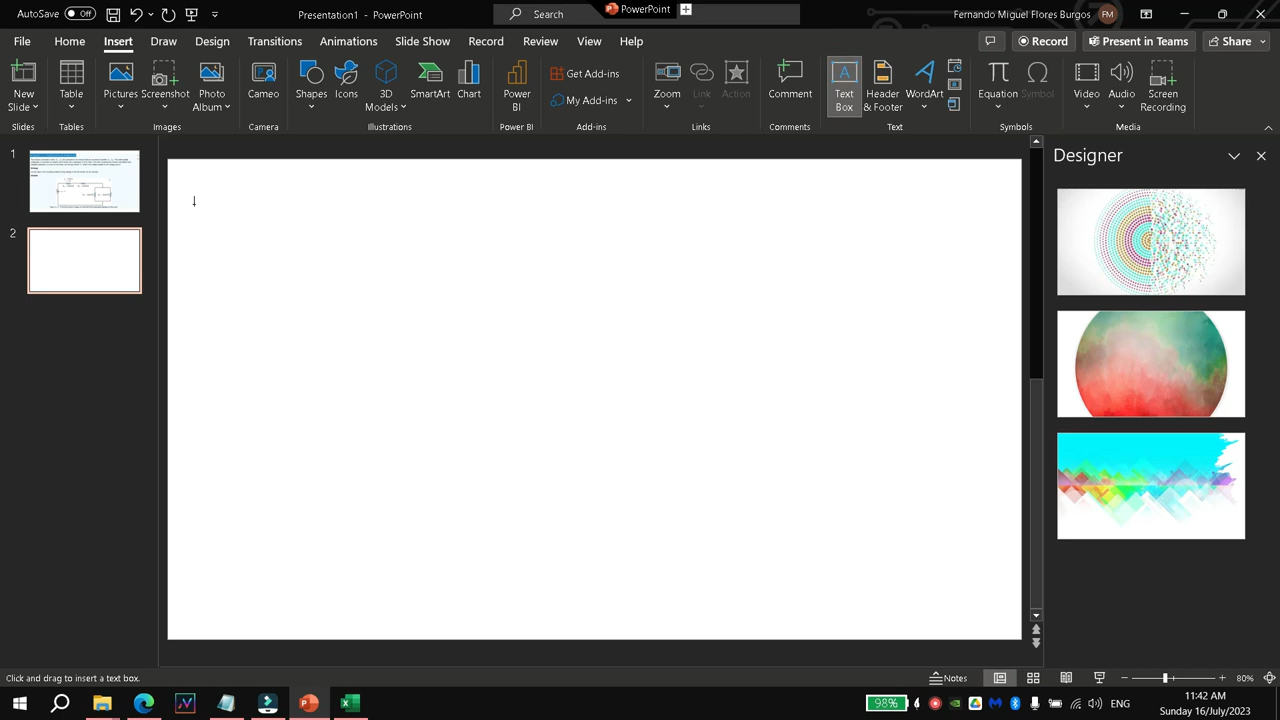 AutoSave Off Presentation1 - PowerPoint Search PowerPoint Fernando Miguel Flores Burgos FM
File Home Insert Draw Design Transitions Animations Slide Show Record Review View Help Record Present in Teams Share
New Slide
Table
Pictures
Screenshot
Photo Album
Cameo
Shapes
Icons
3D Models
SmartArt
Chart
Power BI
Get Add-ins
My Add-ins
Zoom
Link
Action
Comment
Text Box
Header & Footer
WordArt
Equation
Symbol
Video
Audio
Screen Recording
Slides Tables Images Camera Illustrations Power BI Add-ins Links Comments Text Symbols Media
1
2
Designer
Click and drag to insert a text box. Notes 80%
98% ENG 11:42 AM
Sunday 16/July/2023